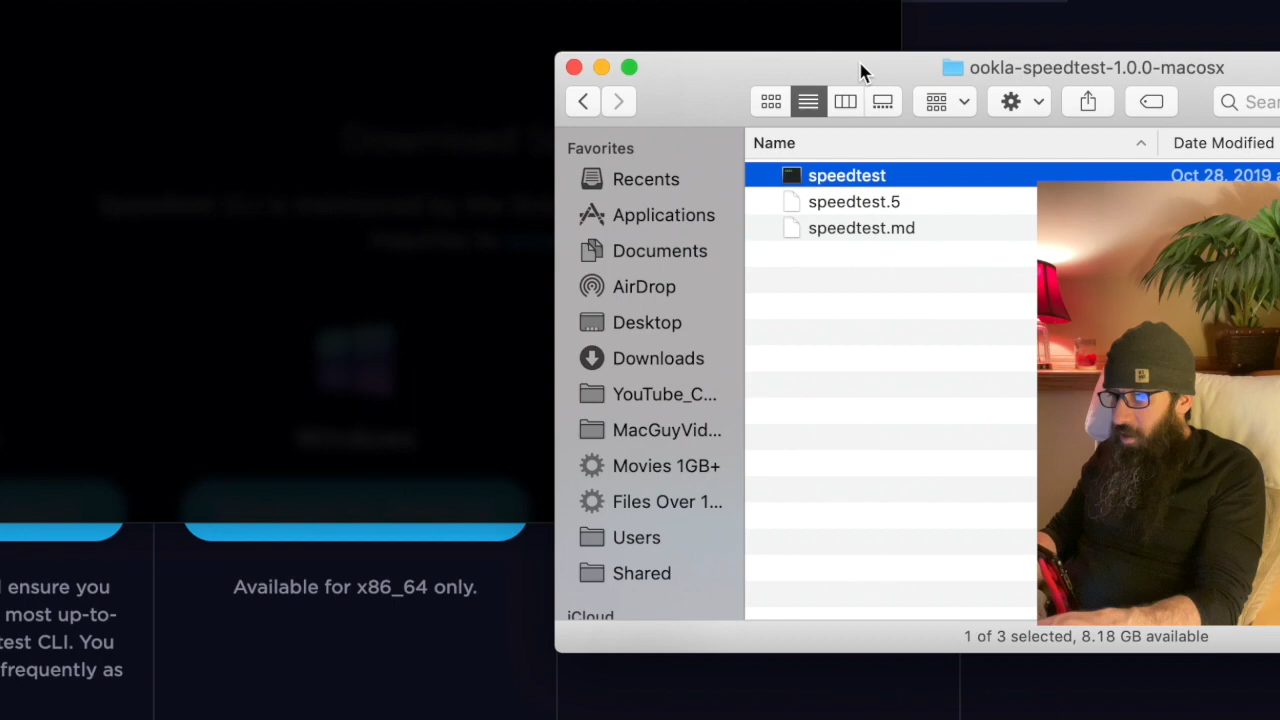 ookla-speedtest-1.0.0-macosx
Sear
Favorites
Recents
Applications
Documents
AirDrop
Desktop
Downloads
YouTube_C...
MacGuyVid...
Movies 1GB+
Files Over 1...
Users
Shared
iCloud
Name
Date Modified
speedtest
Oct 28, 2019 a
speedtest.5
speedtest.md
1 of 3 selected, 8.18 GB available
Windows
ensure you
most up-to-
test CLI. You
frequently as
Available for x86_64 only.